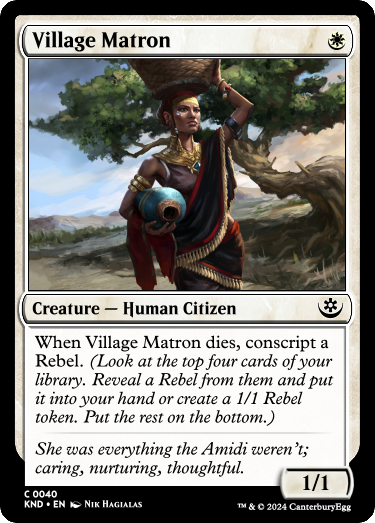 Village Matron
Creature — Human Citizen
When Village Matron dies, conscript a
Rebel. (Look at the top four cards of your
library. Reveal a Rebel from them and put
it into your hand or create a 1/1 Rebel
token. Put the rest on the bottom.)
She was everything the Amidi weren't;
caring, nurturing, thoughtful.
1/1
C 0040
KND • EN Nik Hagialas
™ & © 2024 CanterburyEgg